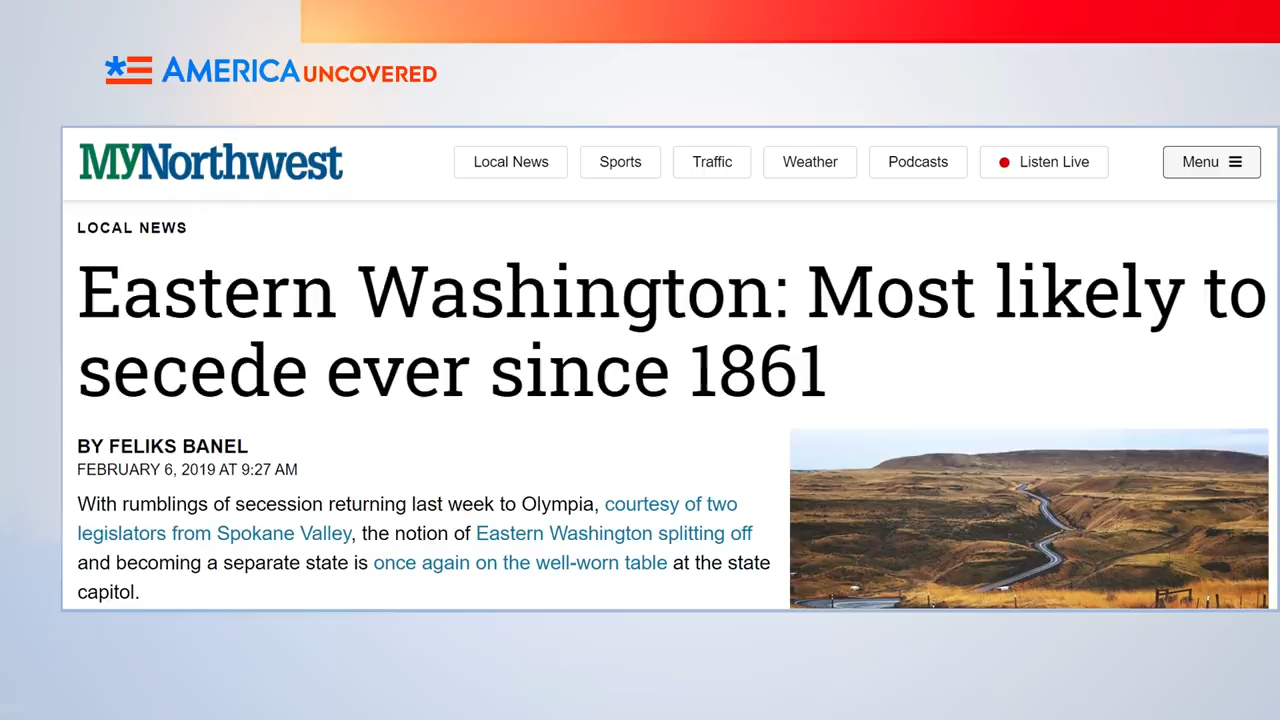 AMERICA UNCOVERED
MYNorthwest
Local News
Sports
Traffic
Weather
Podcasts
Listen Live
Menu
LOCAL NEWS
Eastern Washington: Most likely to
secede ever since 1861
BY FELIKS BANEL
FEBRUARY 6, 2019 AT 9:27 AM
With rumblings of secession returning last week to Olympia, courtesy of two
legislators from Spokane Valley, the notion of Eastern Washington splitting off
and becoming a separate state is once again on the well-worn table at the state
capitol.